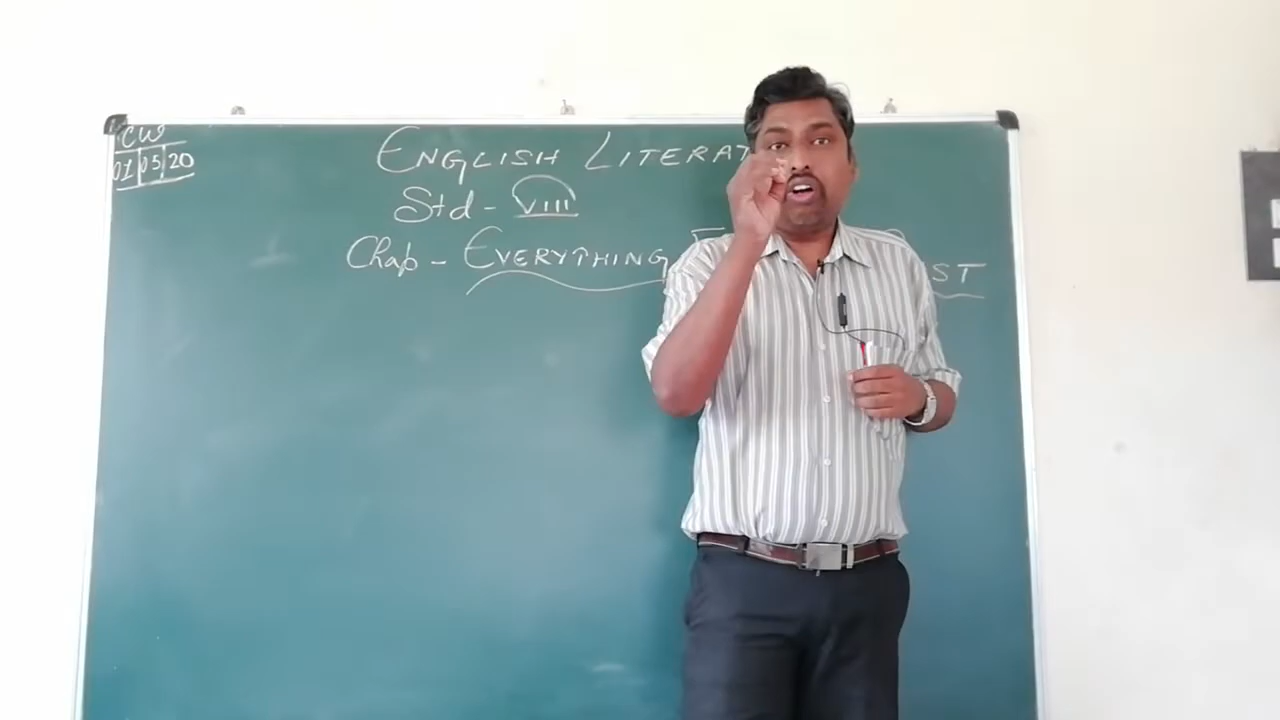 CW
01 05 20
ENGLISH LITERAT
Std - VIII
Chap - EVERYTHING ST